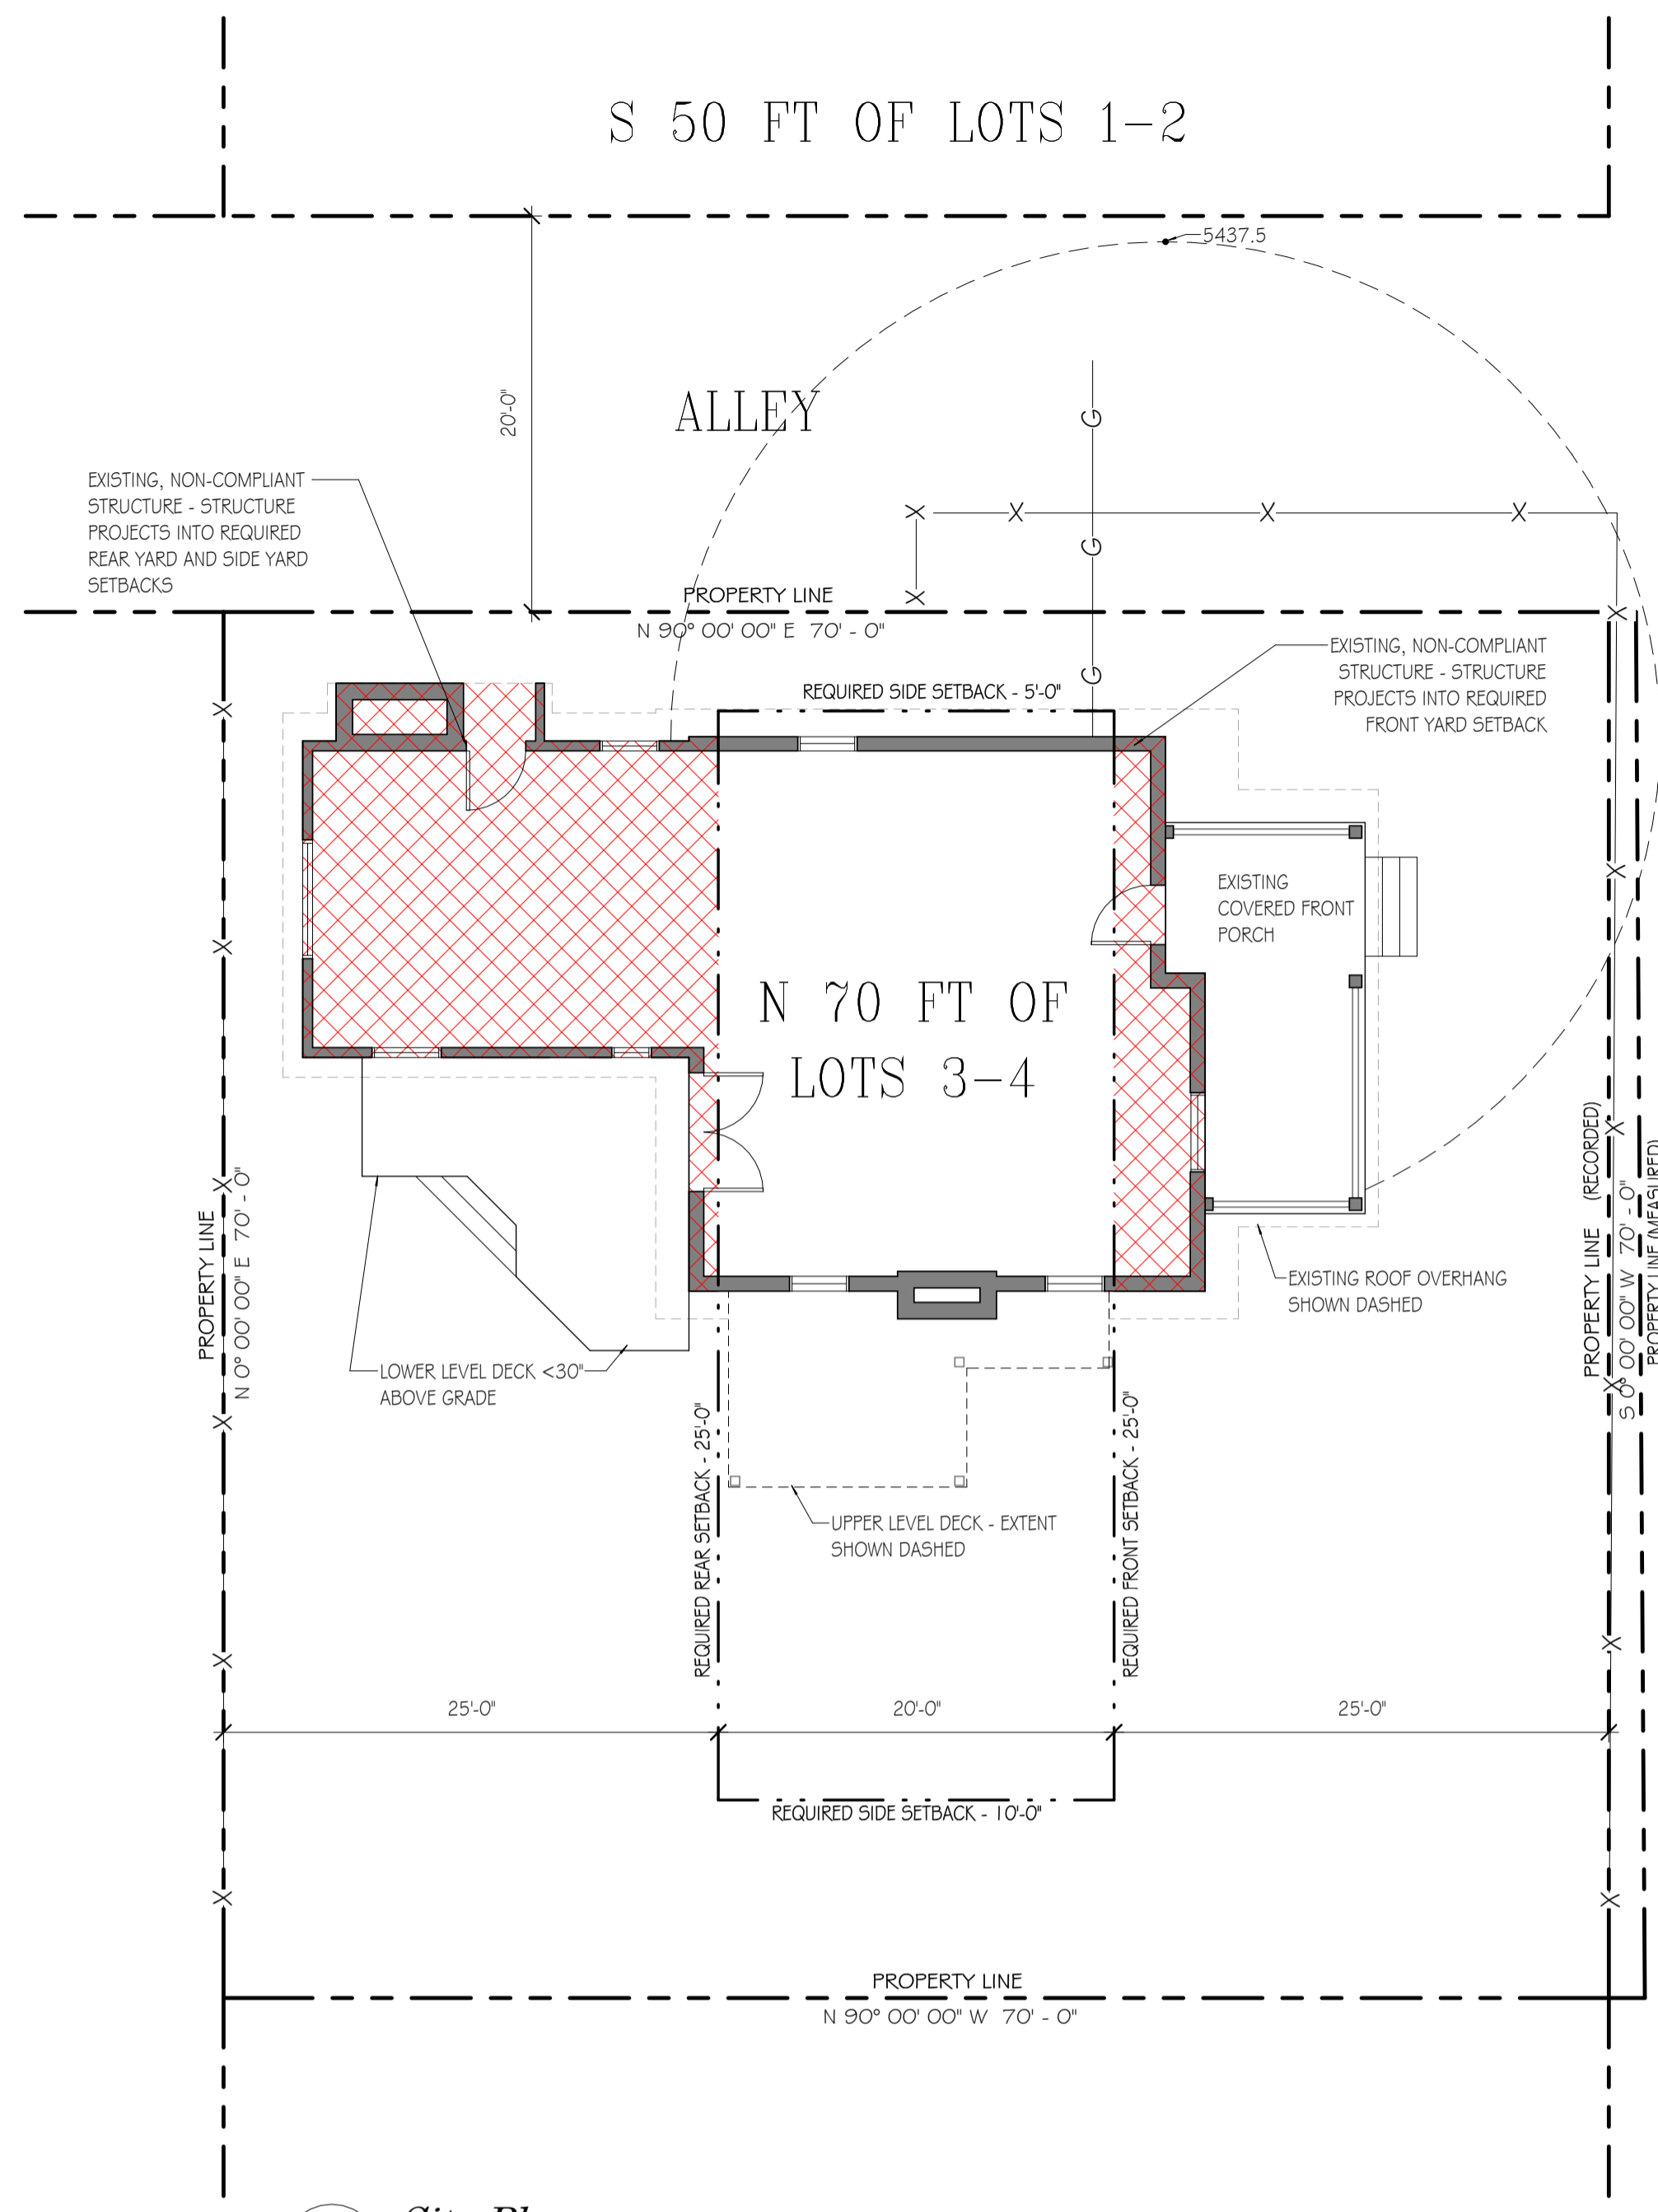 S 50 FT OF LOTS 1-2
5437.5
20'-0"
ALLEY
G
X
X
X
X
EXISTING, NON-COMPLIANT
STRUCTURE - STRUCTURE
PROJECTS INTO REQUIRED
REAR YARD AND SIDE YARD
SETBACKS
G
X
PROPERTY LINE
X
N 90° 00' 00" E 70' - 0"
EXISTING, NON-COMPLIANT
STRUCTURE - STRUCTURE
PROJECTS INTO REQUIRED
FRONT YARD SETBACK
G
REQUIRED SIDE SETBACK - 5'-0"
X
X
EXISTING
COVERED FRONT
PORCH
X
N 70 FT OF
LOTS 3-4
X
X
PROPERTY LINE
N 0° 00' 00" E 70' - 0"
PROPERTY LINE (RECORDED)
S 0° 00' 00" W 70' - 0"
PROPERTY LINE (MEASURED)
EXISTING ROOF OVERHANG
SHOWN DASHED
LOWER LEVEL DECK <30"
ABOVE GRADE
X
X
REQUIRED REAR SETBACK - 25'-0"
REQUIRED FRONT SETBACK - 25'-0"
UPPER LEVEL DECK - EXTENT
SHOWN DASHED
X
X
25'-0"
20'-0"
25'-0"
REQUIRED SIDE SETBACK - 10'-0"
X
X
PROPERTY LINE
N 90° 00' 00" W 70' - 0"